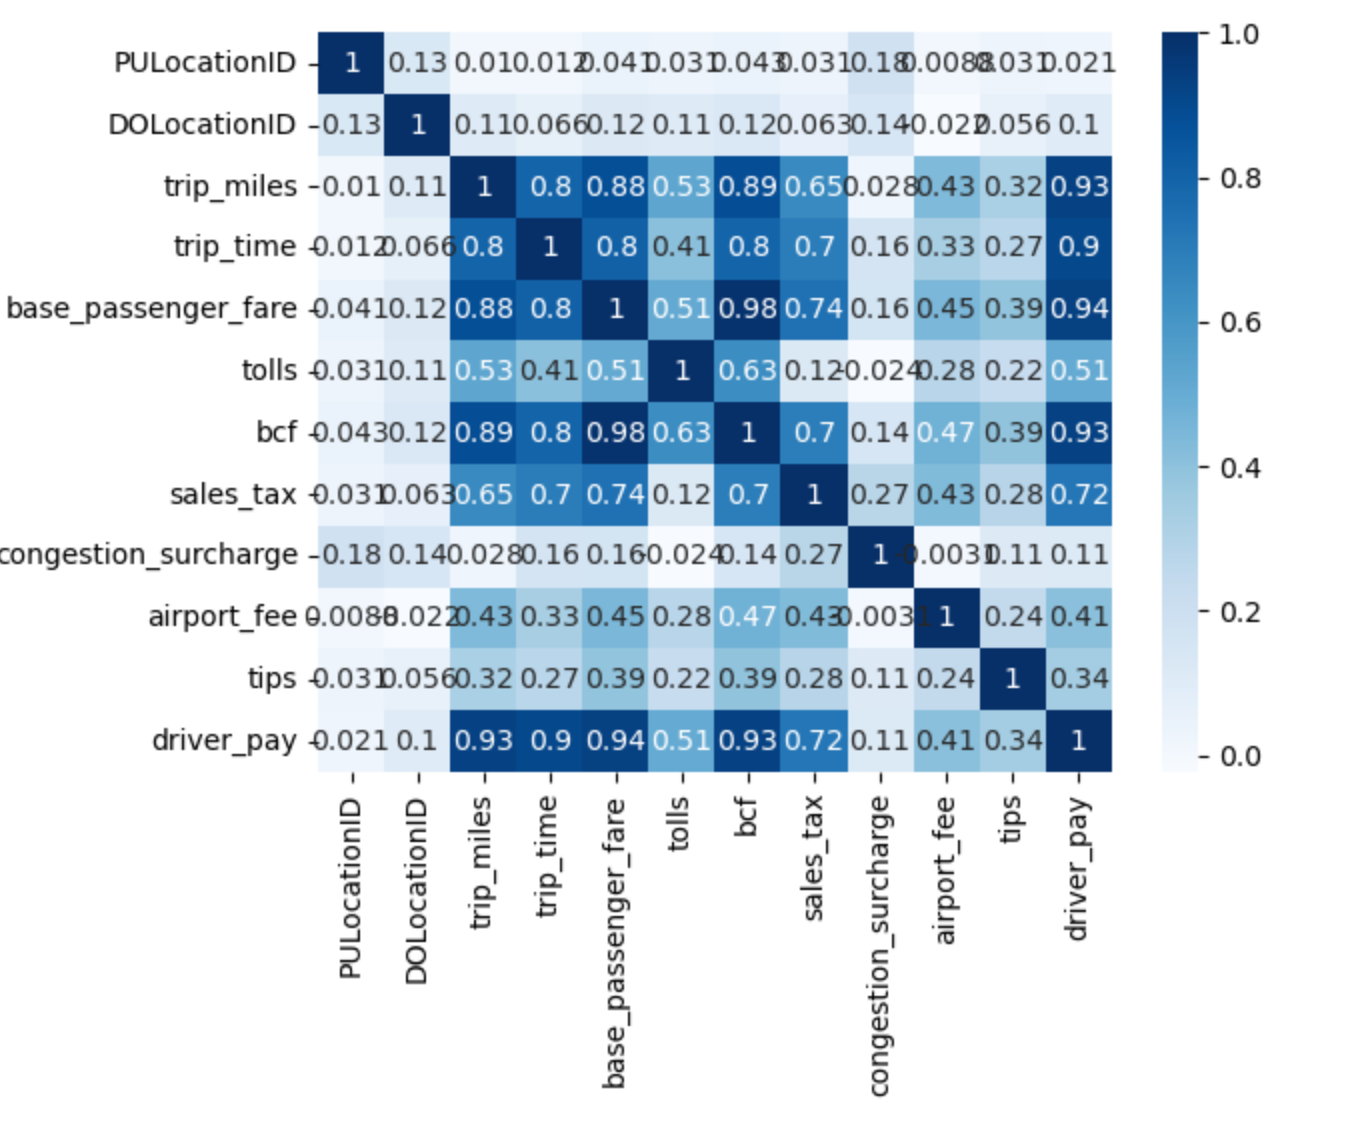 PULocationID 1 0.13 0.01 0.012 0.041 0.031 0.043 0.031 0.18 0.0088 0.031 0.021
DOLocationID 0.13 1 0.11 0.066 0.12 0.11 0.12 0.063 0.14 -0.022 0.056 0.1
trip_miles 0.01 0.11 1 0.8 0.88 0.53 0.89 0.65 0.028 0.43 0.32 0.93
trip_time 0.012 0.066 0.8 1 0.8 0.41 0.8 0.7 0.16 0.33 0.27 0.9
base_passenger_fare 0.041 0.12 0.88 0.8 1 0.51 0.98 0.74 0.16 0.45 0.39 0.94
tolls 0.031 0.11 0.53 0.41 0.51 1 0.63 0.12 -0.024 0.28 0.22 0.51
bcf 0.043 0.12 0.89 0.8 0.98 0.63 1 0.7 0.14 0.47 0.39 0.93
sales_tax 0.031 0.063 0.65 0.7 0.74 0.12 0.7 1 0.27 0.43 0.28 0.72
congestion_surcharge 0.18 0.14 0.028 0.16 0.16 -0.024 0.14 0.27 1 -0.0031 0.11 0.11
airport_fee 0.0088 -0.022 0.43 0.33 0.45 0.28 0.47 0.43 -0.0031 1 0.24 0.41
tips 0.031 0.056 0.32 0.27 0.39 0.22 0.39 0.28 0.11 0.24 1 0.34
driver_pay 0.021 0.1 0.93 0.9 0.94 0.51 0.93 0.72 0.11 0.41 0.34 1
PULocationID
DOLocationID
trip_miles
trip_time
base_passenger_fare
tolls
bcf
sales_tax
congestion_surcharge
airport_fee
tips
driver_pay
1.0
0.8
0.6
0.4
0.2
0.0